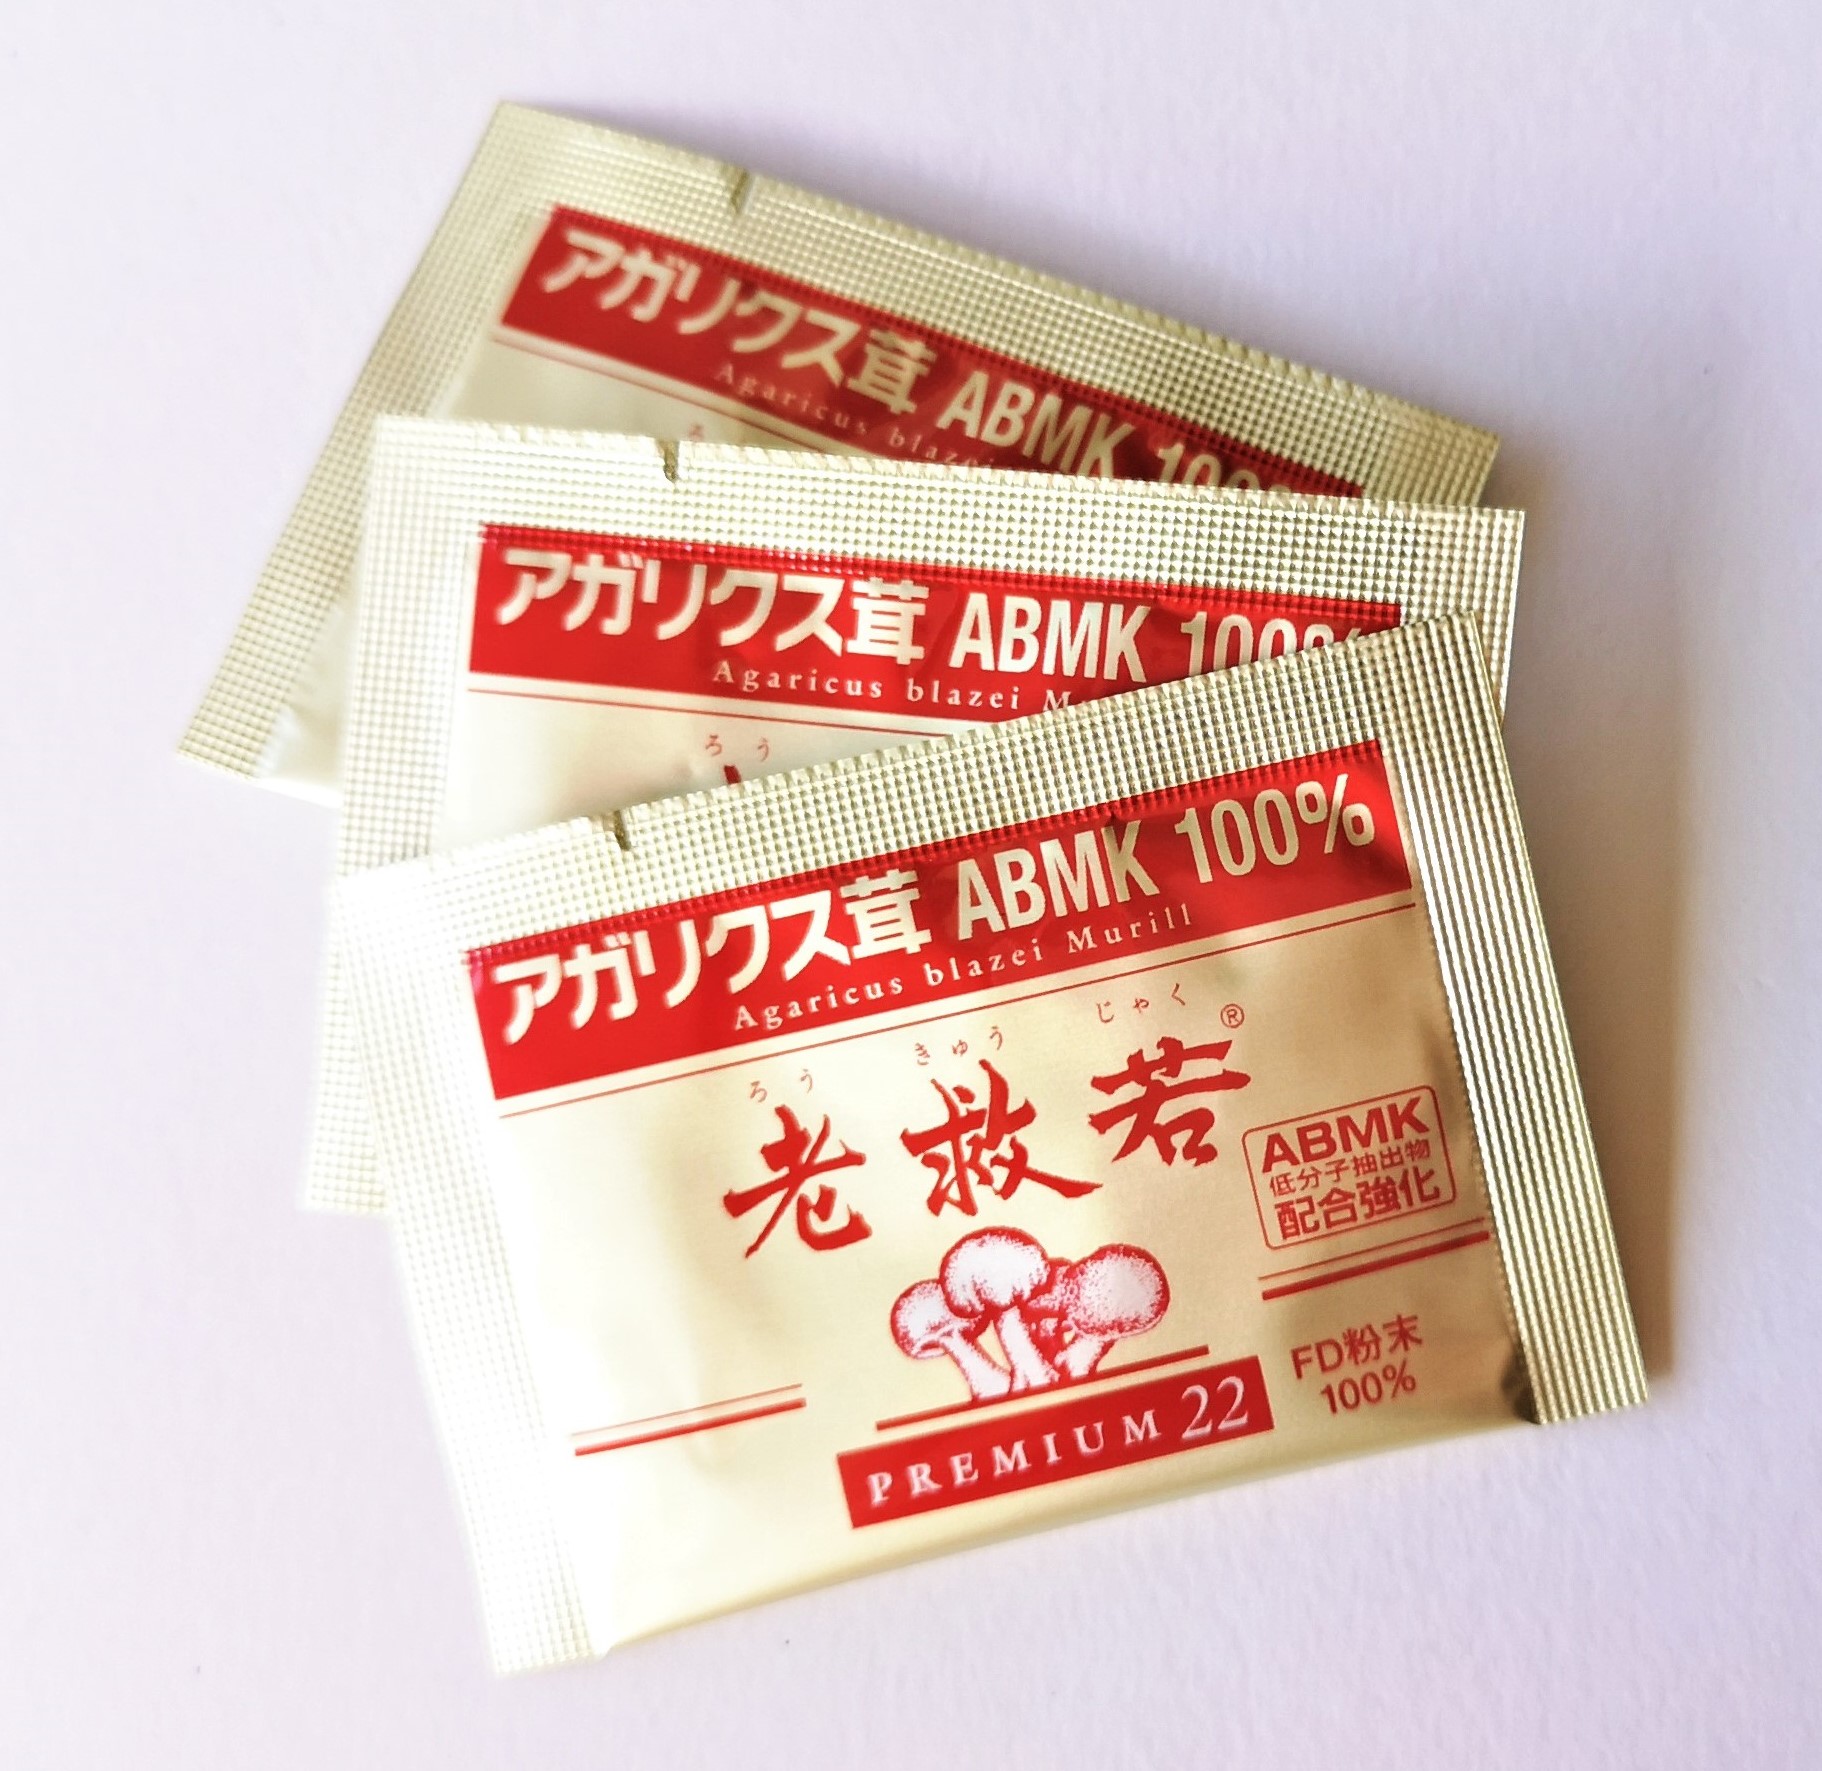 アガリクス茸 ABMK
Agaricus
アガリクス茸 ABMK 100%
Agaricus blazei
ろう
アガリクス茸 ABMK 100%
Agaricus blazei Murill
ろう きゅう じゃく
老救若®
ABMK
低分子抽出物
配合強化
FD粉末
100%
PREMIUM 22